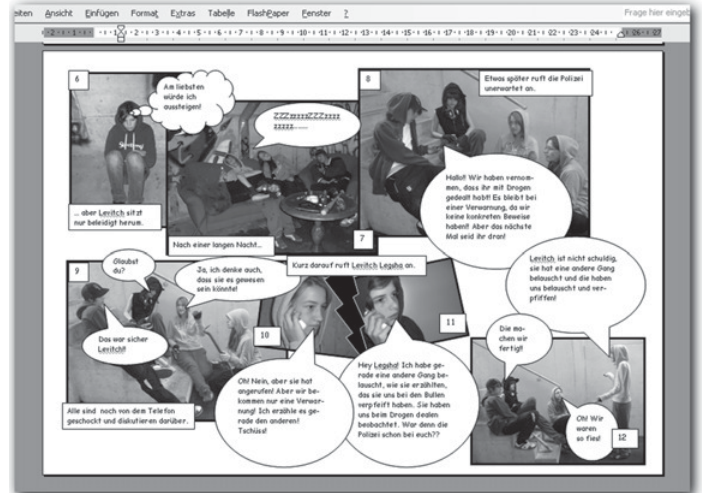 eiten Ansicht Einfügen Format Extras Tabelle FlashPaper Fenster ?
Frage hier eingeb
6
Am liebsten
würde ich
aussteigen!
... aber Levitch sitzt
nur beleidigt herum.
Nach einer langen Nacht...
7
8
Etwas später ruft die Polizei
unerwartet an.
Hallo!! Wir haben vernom-
men, dass ihr mit Drogen
gedealt habt! Es bleibt bei
einer Verwarnung, da wir
keine konkreten Beweise
haben!! Aber das nächste
Mal seid ihr dran!
9
Glaubst
du?
Ja, ich denke auch,
dass sie es gewesen
sein könnte!
Das war sicher
Levitch!!
Alle sind noch von dem Telefon
geschockt und diskutieren darüber.
Kurz darauf ruft Levitch Legsha an.
10
Oh! Nein, aber sie hat
angerufen! Aber wir be-
kommen nur eine Verwar-
nung! Ich erzähle es ge-
rade den anderen!
Tschüss!
11
Hey Legsha! Ich habe ge-
rade eine andere Gang be-
lauscht, wie sie erzählten,
das sie uns bei den Bullen
verpfeift haben. Sie haben
uns beim Drogen dealen
beobachtet. War denn die
Polizei schon bei euch??
Levitch ist nicht schuldig,
sie hat eine andere Gang
belauscht und die haben
uns belauscht und ver-
pfiffen!
Die ma-
chen wir
fertig!!
Oh! Wir
waren
so fies!
12